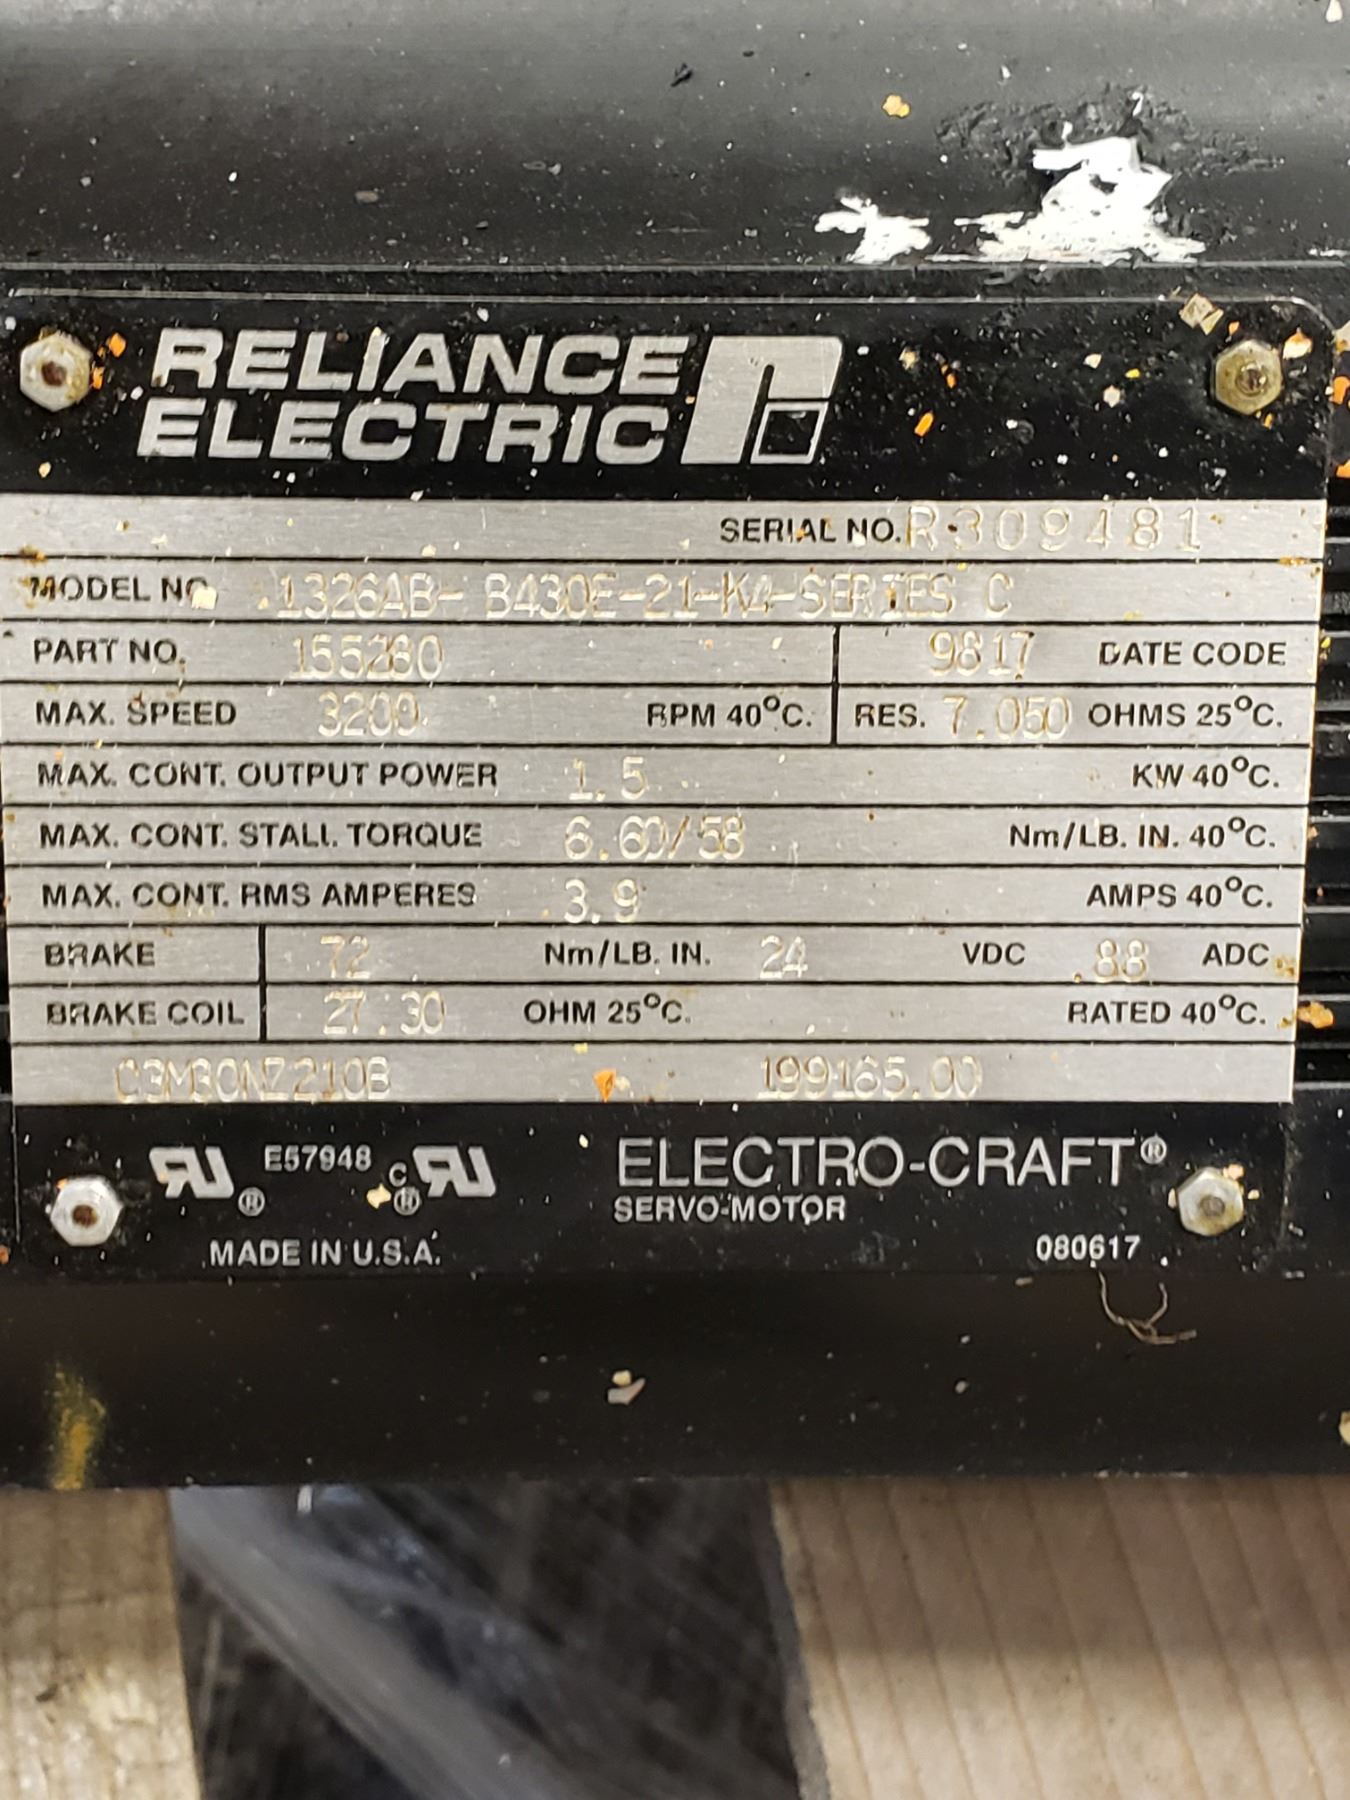 RELIANCE
ELECTRIC
SERIAL NO. R309481
MODEL NO. 1326AB- B430E-21-K4-SERIES C
PART NO. 155280 9817 DATE CODE
MAX. SPEED 3200 RPM 40°C. RES. 7.050 OHMS 25°C.
MAX. CONT. OUTPUT POWER 1.5 KW 40°C.
MAX. CONT. STALL TORQUE 6.60/58 Nm/LB. IN. 40°C.
MAX. CONT. RMS AMPERES 3.9 AMPS 40°C.
BRAKE 72 Nm/LB. IN. 24 VDC .88 ADC
BRAKE COIL 27.30 OHM 25°C. RATED 40°C.
C3M30NZ210B 199165.00
RU ® E57948 C RU ® ELECTRO-CRAFT®
SERVO-MOTOR
MADE IN U.S.A. 080617